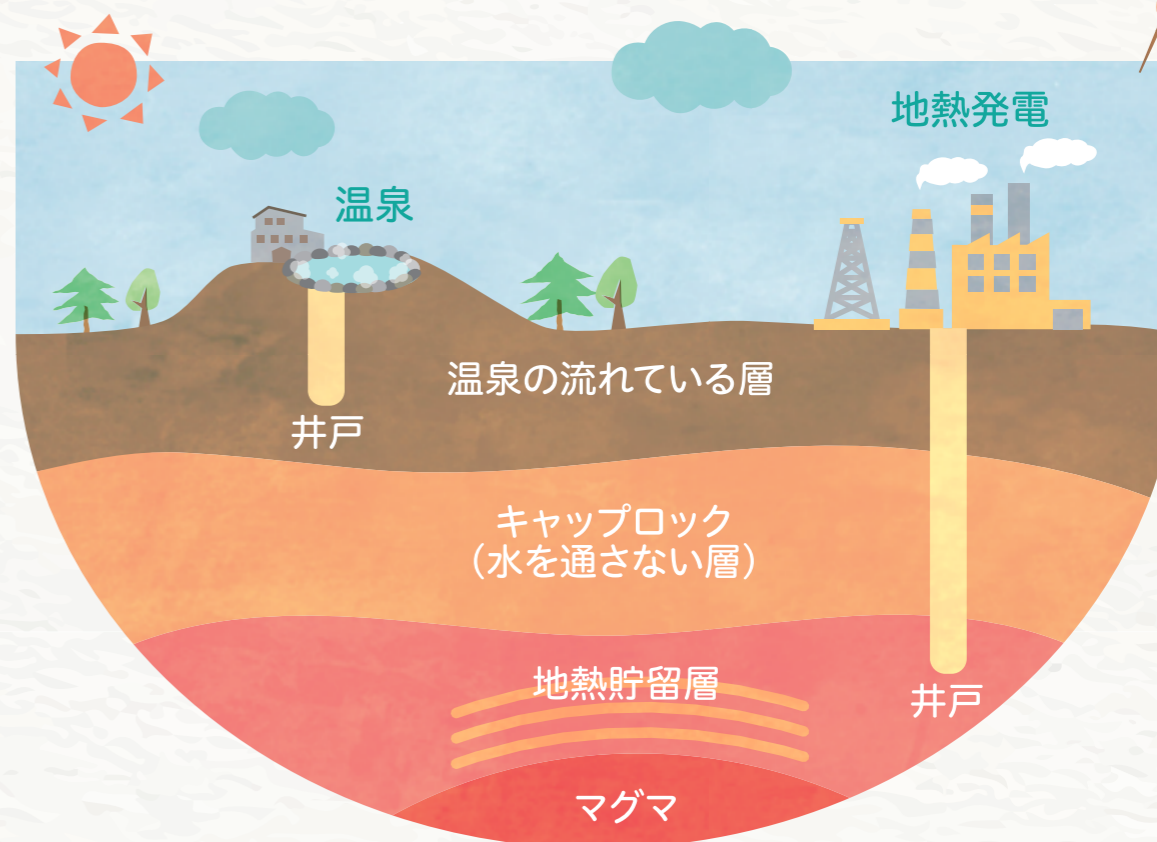 地熱発電
温泉
温泉の流れている層
井戸
キャップロック
（水を通さない層）
地熱貯留層
井戸
マグマ